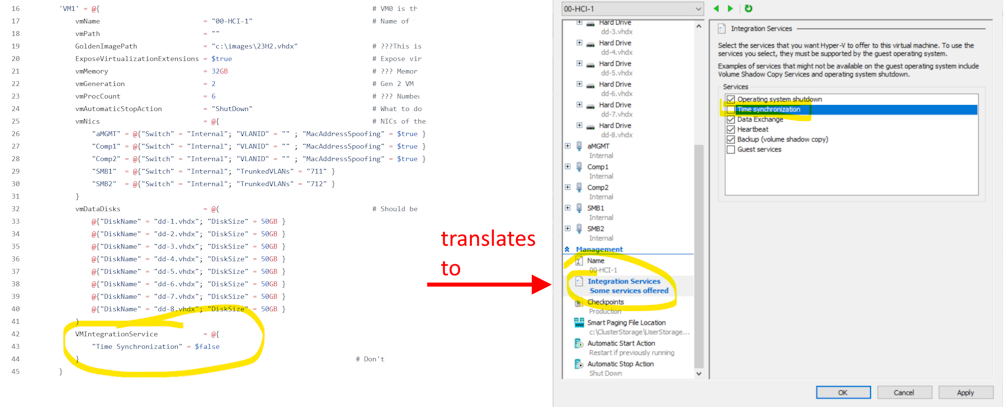 16 'VM1' = @{ # VM0 is th
17 vmName = "00-HCI-1" # Name of
18 vmPath = ""
19 GoldenImagePath = "c:\images\23H2.vhdx" # ???This is
20 ExposeVirtualizationExtensions = $true # Expose vir
21 vmMemory = 32GB # ??? Memor
22 vmGeneration = 2 # Gen 2 VM
23 vmProcCount = 6 # ??? Number
24 vmAutomaticStopAction = "ShutDown" # What to do
25 vmNics = @{ # NICs of the
26 "aMGMT" = @{"Switch" = "Internal"; "VLANID" = "" ; "MacAddressSpoofing" = $true }
27 "Comp1" = @{"Switch" = "Internal"; "VLANID" = "" ; "MacAddressSpoofing" = $true }
28 "Comp2" = @{"Switch" = "Internal"; "VLANID" = "" ; "MacAddressSpoofing" = $true }
29 "SMB1" = @{"Switch" = "Internal"; "TrunkedVLANs" = "711" }
30 "SMB2" = @{"Switch" = "Internal"; "TrunkedVLANs" = "712" }
31 }
32 vmDataDisks = @( # Should be
33 @{"DiskName" = "dd-1.vhdx"; "DiskSize" = 50GB }
34 @{"DiskName" = "dd-2.vhdx"; "DiskSize" = 50GB }
35 @{"DiskName" = "dd-3.vhdx"; "DiskSize" = 50GB }
36 @{"DiskName" = "dd-4.vhdx"; "DiskSize" = 50GB }
37 @{"DiskName" = "dd-5.vhdx"; "DiskSize" = 50GB }
38 @{"DiskName" = "dd-6.vhdx"; "DiskSize" = 50GB }
39 @{"DiskName" = "dd-7.vhdx"; "DiskSize" = 50GB }
40 @{"DiskName" = "dd-8.vhdx"; "DiskSize" = 50GB }
41 )
42 VMIntegrationService = @{
43 "Time Synchronization" = $false
44 } # Don't
45 }
translates
to
00-HCI-1
Hard Drive
dd-3.vhdx
Hard Drive
dd-4.vhdx
Hard Drive
dd-5.vhdx
Hard Drive
dd-6.vhdx
Hard Drive
dd-7.vhdx
Hard Drive
dd-8.vhdx
aMGMT
Internal
Comp1
Internal
Comp2
Internal
SMB1
Internal
SMB2
Internal
Management
Name
00-HCI-1
Integration Services
Some services offered
Checkpoints
Production
Smart Paging File Location
c:\ClusterStorage\UserStorage...
Automatic Start Action
Restart if previously running
Automatic Stop Action
Shut Down
Integration Services
Select the services that you want Hyper-V to offer to this virtual machine. To use the
services you select, they must be supported by the guest operating system.
Examples of services that might not be available on the guest operating system include
Volume Shadow Copy Services and operating system shutdown.
Services
Operating system shutdown
Time synchronization
Data Exchange
Heartbeat
Backup (volume shadow copy)
Guest services
OK
Cancel
Apply